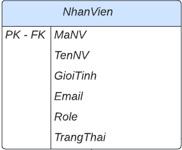 NhanVien
PK - FK MaNV
TenNV
GioiTinh
Email
Role
TrangThai